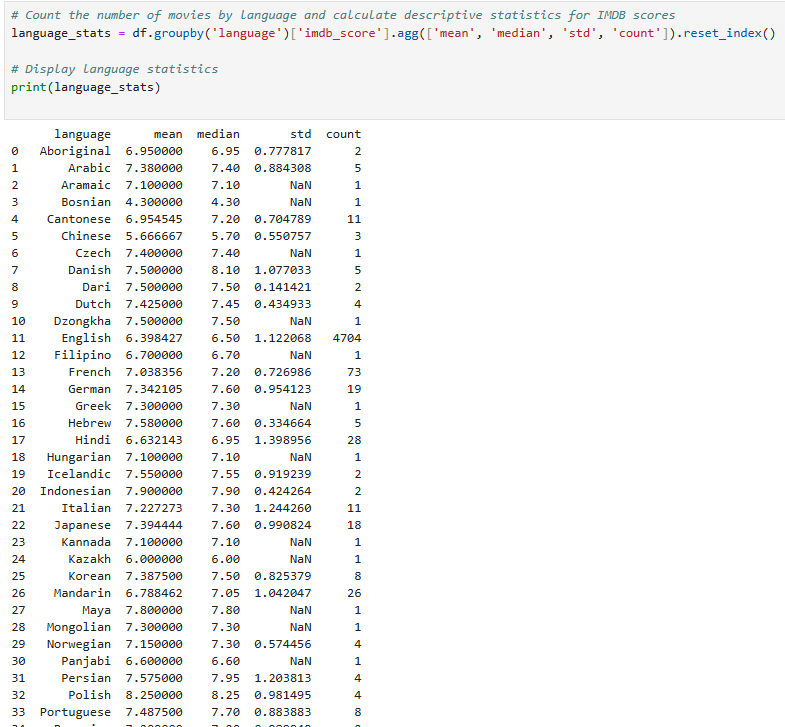 # Count the number of movies by language and calculate descriptive statistics for IMDB scores
language_stats = df.groupby('language')['imdb_score'].agg(['mean', 'median', 'std', 'count']).reset_index()
# Display language statistics
print(language_stats)
language mean median std count
0 Aboriginal 6.950000 6.95 0.777817 2
1 Arabic 7.380000 7.40 0.884308 5
2 Aramaic 7.100000 7.10 NaN 1
3 Bosnian 4.300000 4.30 NaN 1
4 Cantonese 6.954545 7.20 0.704789 11
5 Chinese 5.666667 5.70 0.550757 3
6 Czech 7.400000 7.40 NaN 1
7 Danish 7.500000 8.10 1.077033 5
8 Dari 7.500000 7.50 0.141421 2
9 Dutch 7.425000 7.45 0.434933 4
10 Dzongkha 7.500000 7.50 NaN 1
11 English 6.398427 6.50 1.122068 4704
12 Filipino 6.700000 6.70 NaN 1
13 French 7.038356 7.20 0.726986 73
14 German 7.342105 7.60 0.954123 19
15 Greek 7.300000 7.30 NaN 1
16 Hebrew 7.580000 7.60 0.334664 5
17 Hindi 6.632143 6.95 1.398956 28
18 Hungarian 7.100000 7.10 NaN 1
19 Icelandic 7.550000 7.55 0.919239 2
20 Indonesian 7.900000 7.90 0.424264 2
21 Italian 7.227273 7.30 1.244260 11
22 Japanese 7.394444 7.60 0.990824 18
23 Kannada 7.100000 7.10 NaN 1
24 Kazakh 6.000000 6.00 NaN 1
25 Korean 7.387500 7.50 0.825379 8
26 Mandarin 6.788462 7.05 1.042047 26
27 Maya 7.800000 7.80 NaN 1
28 Mongolian 7.300000 7.30 NaN 1
29 Norwegian 7.150000 7.30 0.574456 4
30 Panjabi 6.600000 6.60 NaN 1
31 Persian 7.575000 7.95 1.203813 4
32 Polish 8.250000 8.25 0.981495 4
33 Portuguese 7.487500 7.70 0.883883 8